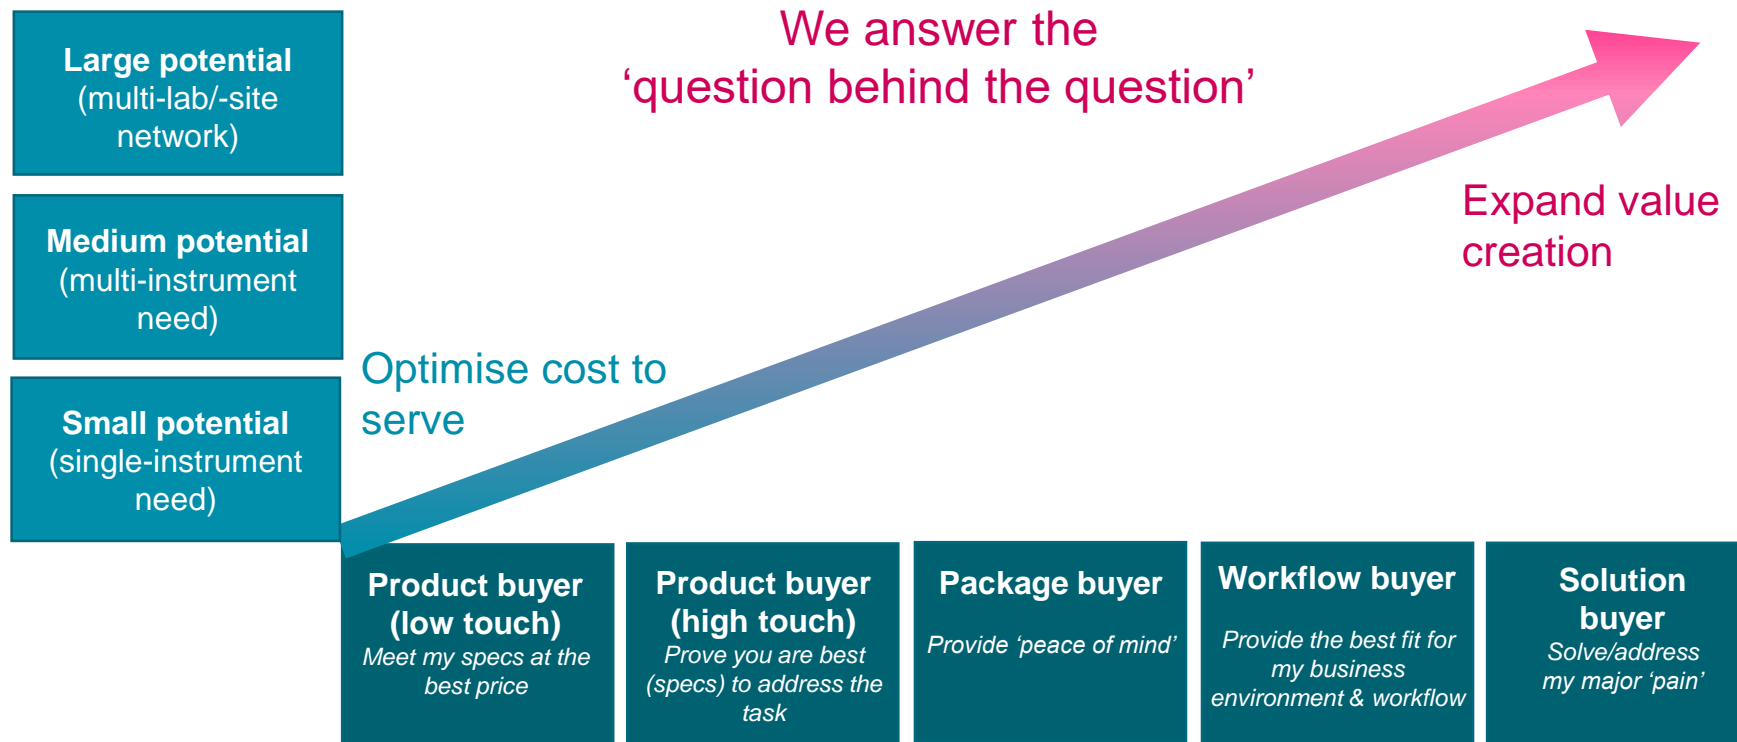 We answer the
‘question behind the question’
Large potential
(multi-lab/-site
network)
Medium potential
(multi-instrument
need)
Small potential
(single-instrument
need)
Expand value
creation
Optimise cost to
serve
Product buyer
(low touch)
Meet my specs at the
best price
Product buyer
(high touch)
Prove you are best
(specs) to address the
task
Package buyer
Provide ‘peace of mind’
Workflow buyer
Provide the best fit for
my business
environment & workflow
Solution
buyer
Solve/address
my major ‘pain’